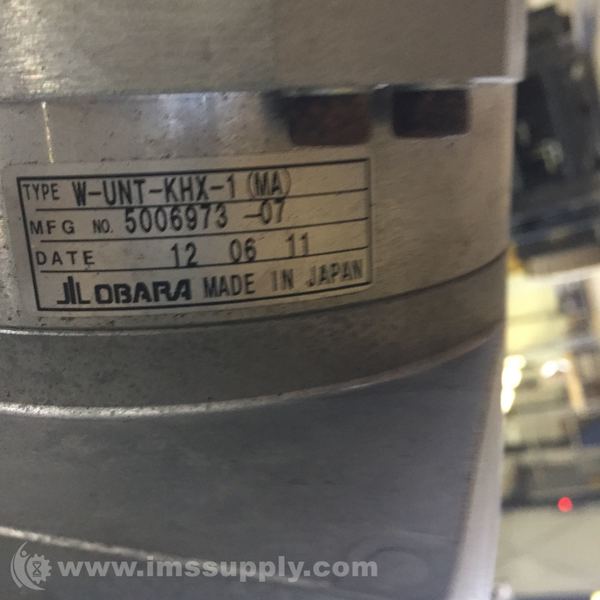 TYPE W-UNT-KHX-1 (MA)
MFG NO. 5006973 -07
DATE 12 06 11
OBARA MADE IN JAPAN
www.imssupply.com